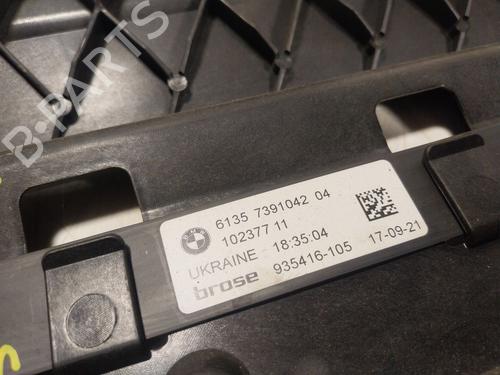 B-PARTS
6135 7391042 04
102377 11
UKRAINE - 18:35:04
brose 935416-105 17-09-21